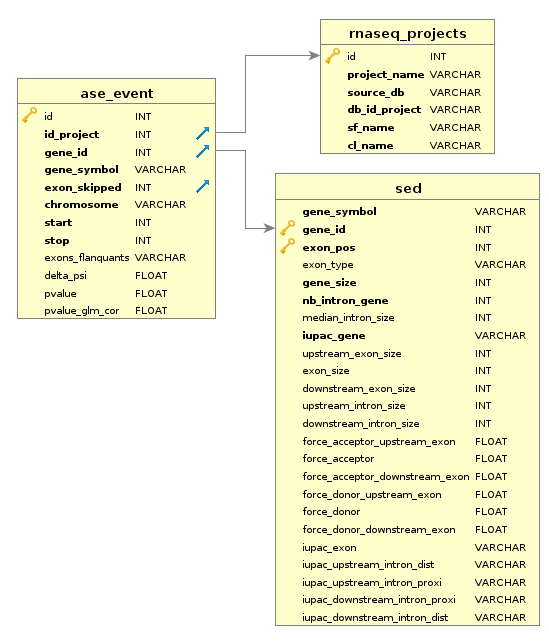 rnaseq_projects
id INT
project_name VARCHAR
source_db VARCHAR
db_id_project VARCHAR
sf_name VARCHAR
cl_name VARCHAR
ase_event
id INT
id_project INT
gene_id INT
gene_symbol VARCHAR
exon_skipped INT
chromosome VARCHAR
start INT
stop INT
exons_flanquants VARCHAR
delta_psi FLOAT
pvalue FLOAT
pvalue_glm_cor FLOAT
sed
gene_symbol VARCHAR
gene_id INT
exon_pos INT
exon_type VARCHAR
gene_size INT
nb_intron_gene INT
median_intron_size INT
iupac_gene VARCHAR
upstream_exon_size INT
exon_size INT
downstream_exon_size INT
upstream_intron_size INT
downstream_intron_size INT
force_acceptor_upstream_exon FLOAT
force_acceptor FLOAT
force_acceptor_downstream_exon FLOAT
force_donor_upstream_exon FLOAT
force_donor FLOAT
force_donor_downstream_exon FLOAT
iupac_exon VARCHAR
iupac_upstream_intron_dist VARCHAR
iupac_upstream_intron_proxi VARCHAR
iupac_downstream_intron_proxi VARCHAR
iupac_downstream_intron_dist VARCHAR